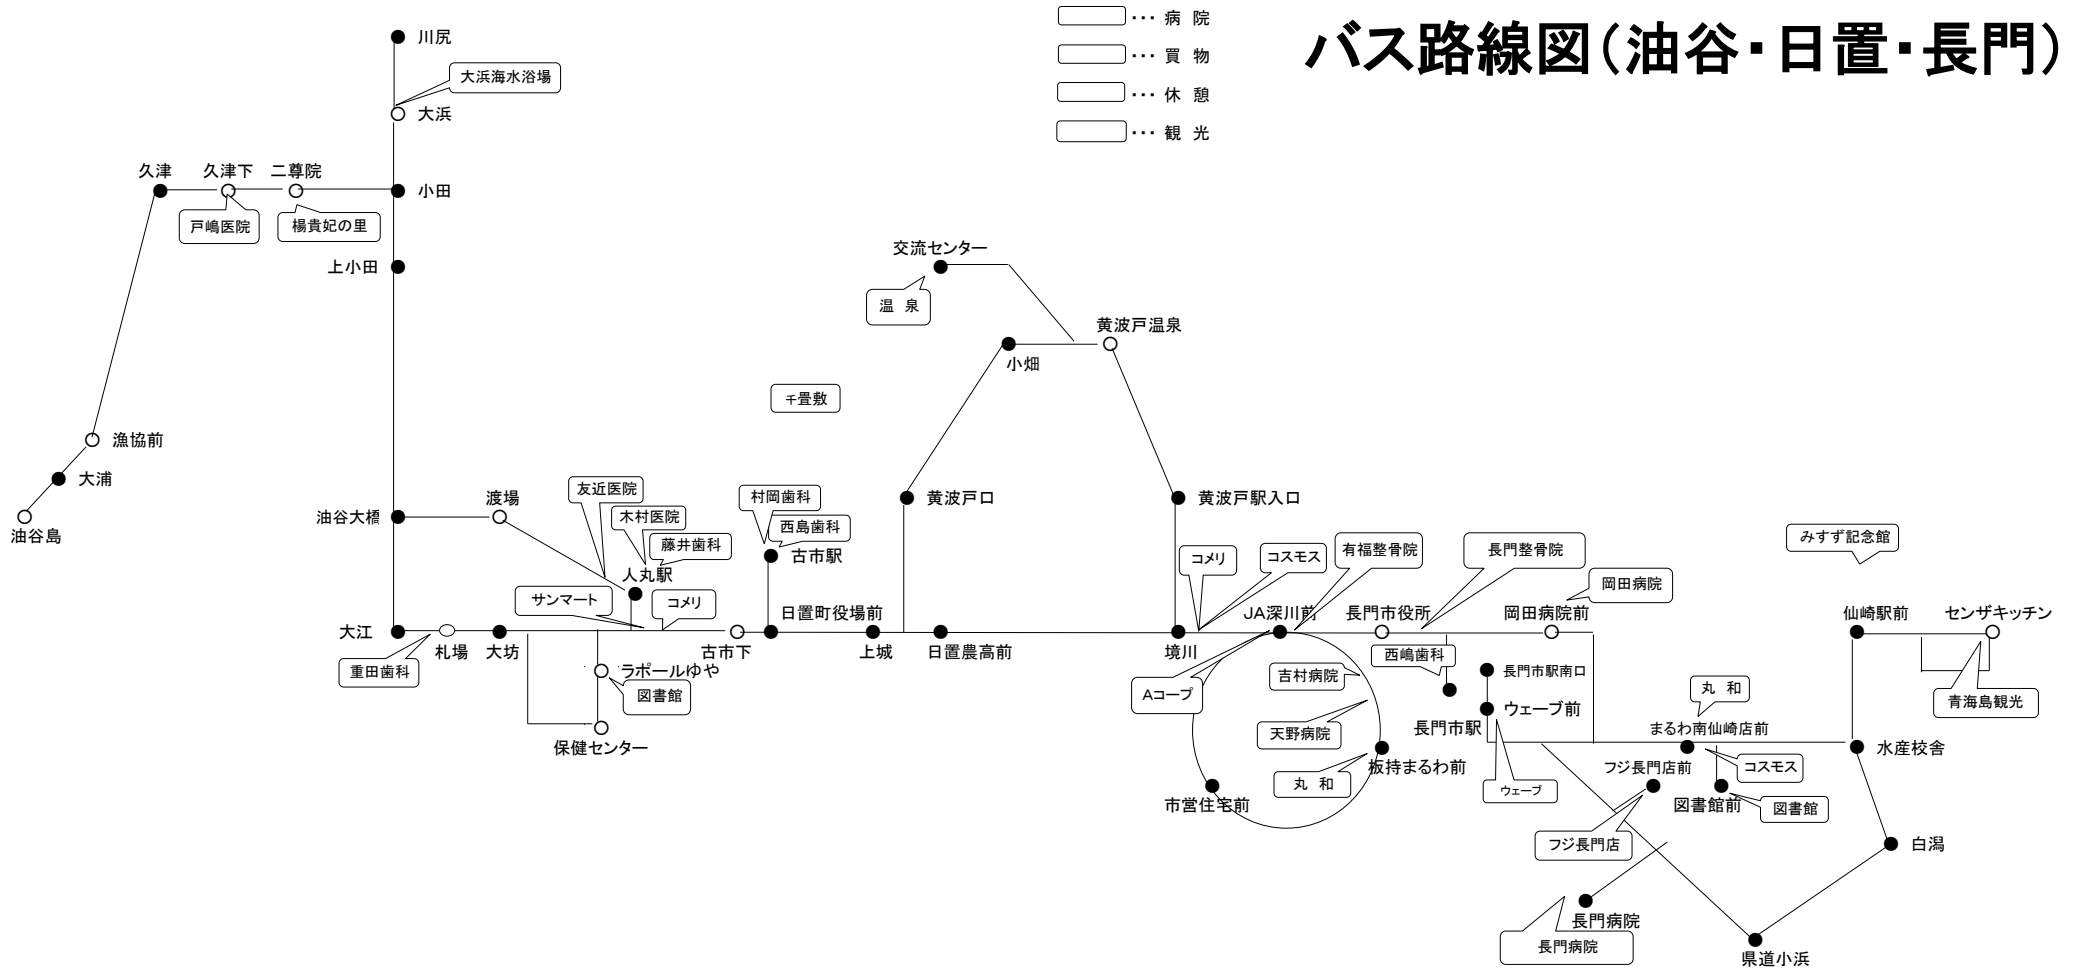 バス路線図（油谷・日置・長門）
・・・ 病 院
・・・ 買 物
・・・ 休 憩
・・・ 観 光
川尻
大浜海水浴場
大浜
久津
久津下
二尊院
小田
戸嶋医院
楊貴妃の里
交流センター
上小田
温 泉
黄波戸温泉
小畑
千畳敷
漁協前
大浦
油谷島
油谷大橋
渡場
友近医院
木村医院
藤井歯科
人丸駅
村岡歯科
西島歯科
古市駅
黄波戸口
黄波戸駅入口
みすず記念館
コメリ
コスモス
有福整骨院
長門整骨院
岡田病院
サンマート
コメリ
日置町役場前
JA深川前
長門市役所
岡田病院前
仙崎駅前
センザキッチン
大江
札場
大坊
古市下
上城
日置農高前
境川
重田歯科
ラポールゆや
図書館
保健センター
Aコープ
吉村病院
西嶋歯科
長門市駅南口
丸 和
青海島観光
天野病院
長門市駅
ウェーブ前
まるわ南仙崎店前
水産校舎
丸 和
板持まるわ前
市営住宅前
ウェーブ
フジ長門店前
コスモス
図書館前
図書館
フジ長門店
白潟
長門病院
長門病院
県道小浜